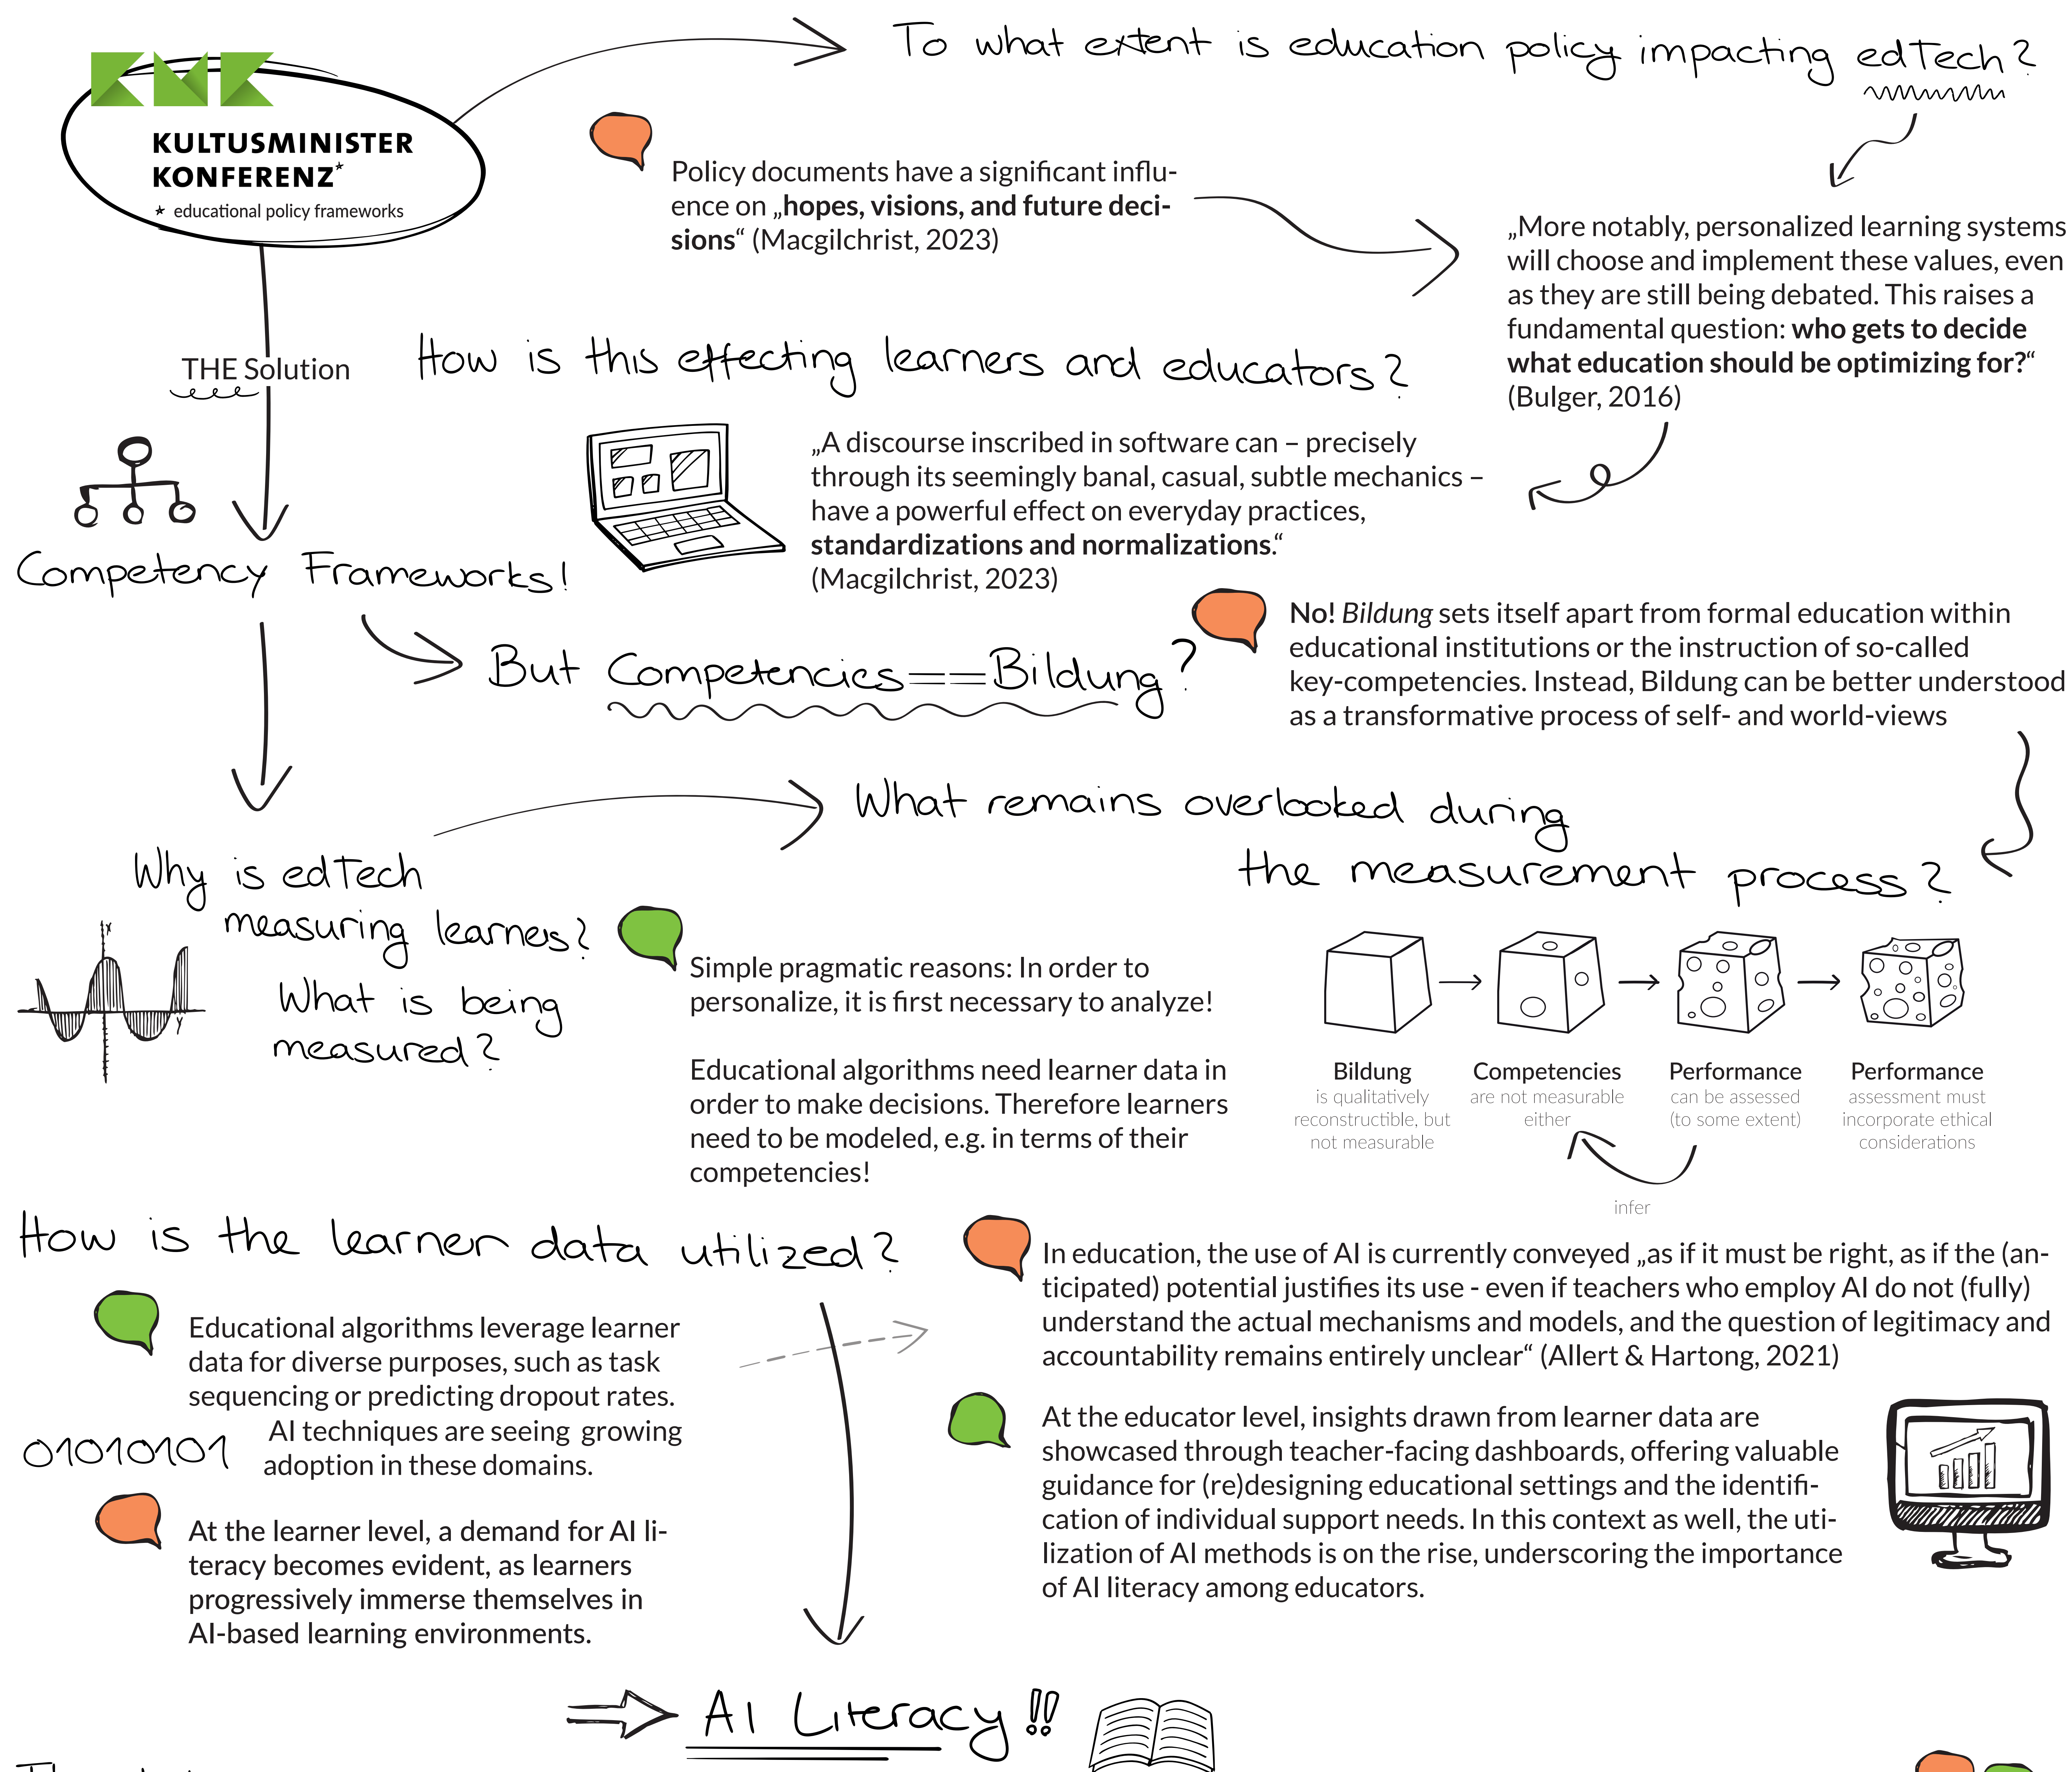 To what extent is education policy impacting edTech?
KMK
KULTUSMINISTER
KONFERENZ*
* educational policy frameworks
Policy documents have a significant influ-
ence on „hopes, visions, and future deci-
sions“ (Macgilchrist, 2023)
„More notably, personalized learning systems
will choose and implement these values, even
as they are still being debated. This raises a
fundamental question: who gets to decide
what education should be optimizing for?“
(Bulger, 2016)
THE Solution
How is this effecting learners and educators?
„A discourse inscribed in software can – precisely
through its seemingly banal, casual, subtle mechanics –
have a powerful effect on everyday practices,
standardizations and normalizations.“
(Macgilchrist, 2023)
Competency Frameworks!
But Competencies==Bildung?
No! Bildung sets itself apart from formal education within
educational institutions or the instruction of so-called
key-competencies. Instead, Bildung can be better understood
as a transformative process of self- and world-views
What remains overlooked during
the measurement process?
Why is edTech
measuring learners?
What is being
measured?
x
y
Simple pragmatic reasons: In order to
personalize, it is first necessary to analyze!
Educational algorithms need learner data in
order to make decisions. Therefore learners
need to be modeled, e.g. in terms of their
competencies!
Bildung
is qualitatively
reconstructible, but
not measurable
Competencies
are not measurable
either
Performance
can be assessed
(to some extent)
Performance
assessment must
incorporate ethical
considerations
infer
How is the learner data utilized?
Educational algorithms leverage learner
data for diverse purposes, such as task
sequencing or predicting dropout rates.
AI techniques are seeing growing
adoption in these domains.
01010101
At the learner level, a demand for AI li-
teracy becomes evident, as learners
progressively immerse themselves in
AI-based learning environments.
In education, the use of AI is currently conveyed „as if it must be right, as if the (an-
ticipated) potential justifies its use - even if teachers who employ AI do not (fully)
understand the actual mechanisms and models, and the question of legitimacy and
accountability remains entirely unclear“ (Allert & Hartong, 2021)
At the educator level, insights drawn from learner data are
showcased through teacher-facing dashboards, offering valuable
guidance for (re)designing educational settings and the identifi-
cation of individual support needs. In this context as well, the uti-
lization of AI methods is on the rise, underscoring the importance
of AI literacy among educators.
AI Literacy!!